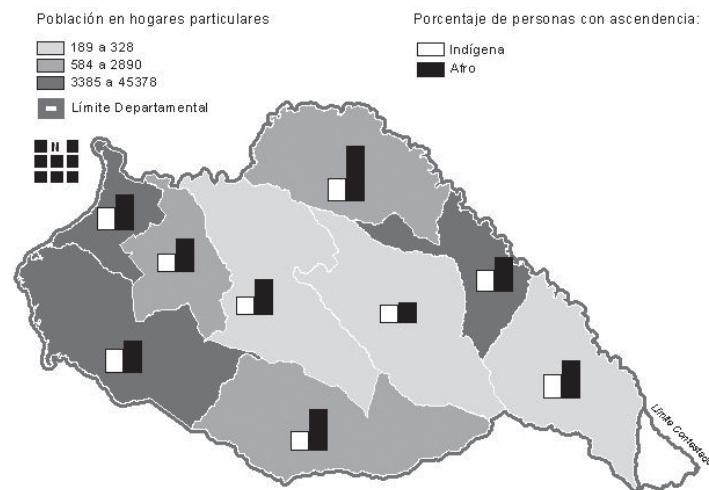 Población en hogares particulares
189 a 328
584 a 2890
3385 a 45378
Límite Departamental
Porcentaje de personas con ascendencia:
Indígena
Afro
N
Límite Contestado